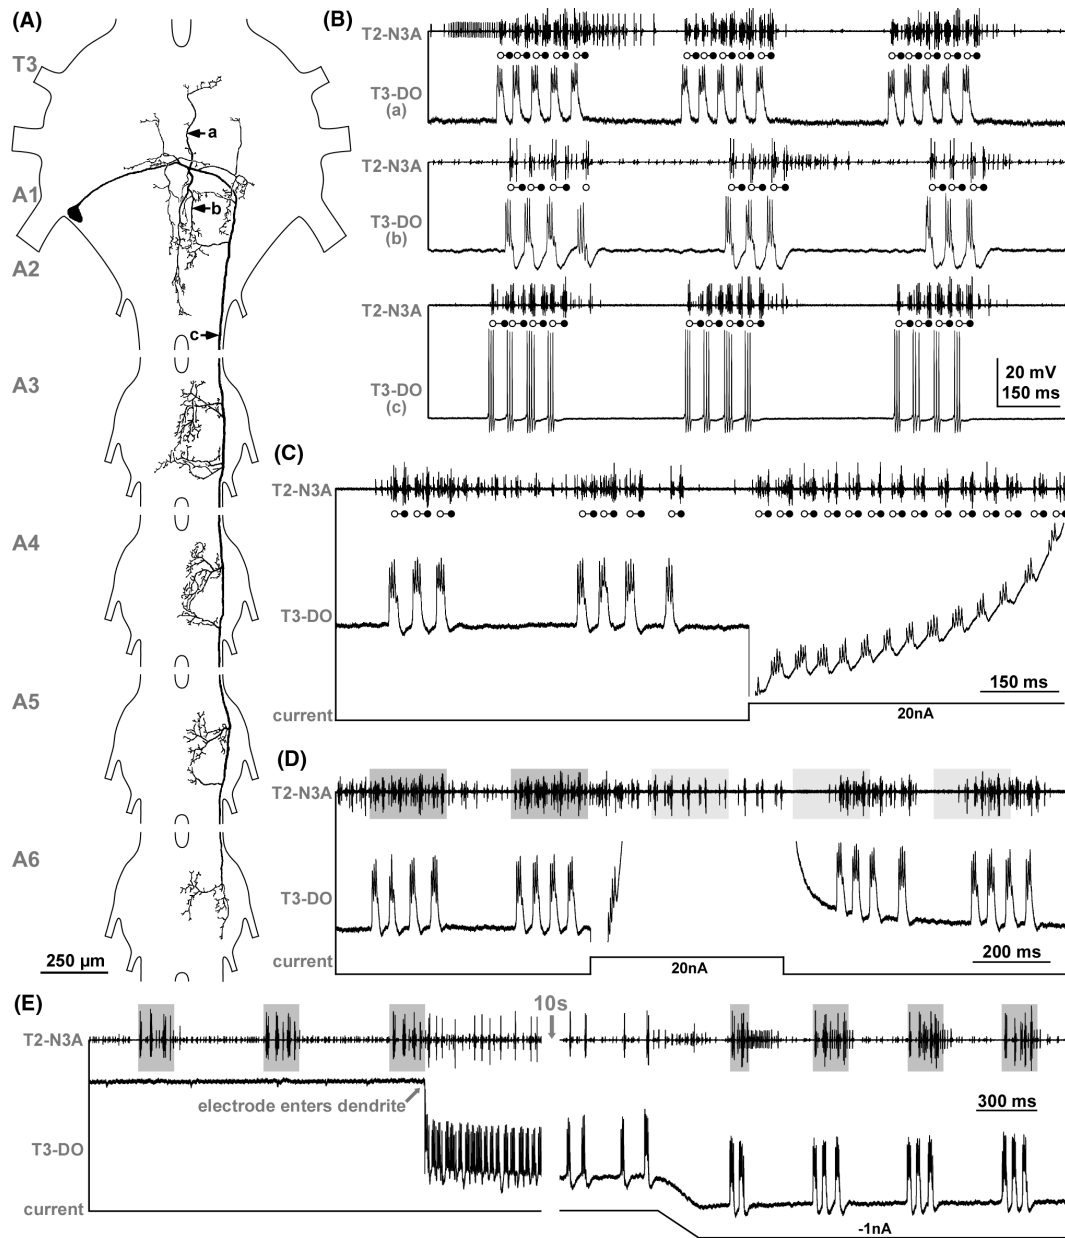 (A)
T3
a
A1
b
A2
c
A3
A4
A5
A6
250 µm
(B)
T2-N3A
T3-DO
(a)
T2-N3A
T3-DO
(b)
T2-N3A
T3-DO
(c)
20 mV
150 ms
(C)
T2-N3A
T3-DO
150 ms
current
20nA
(D)
T2-N3A
T3-DO
200 ms
current
20nA
(E)
10s
T2-N3A
electrode enters dendrite
300 ms
T3-DO
current
-1nA